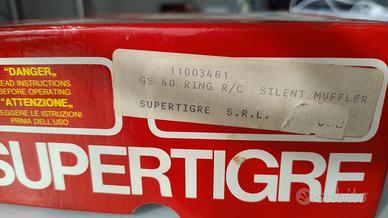 11003461
GS 40 RING R/C SILENT MUFFLER
SUPERTIGRE S.R.L.
"DANGER"
READ INSTRUCTIONS
BEFORE OPERATING
"ATTENZIONE"
LEGGERE LE ISTRUZIONI
PRIMA DELL'USO
SUPERTIGRE
subito